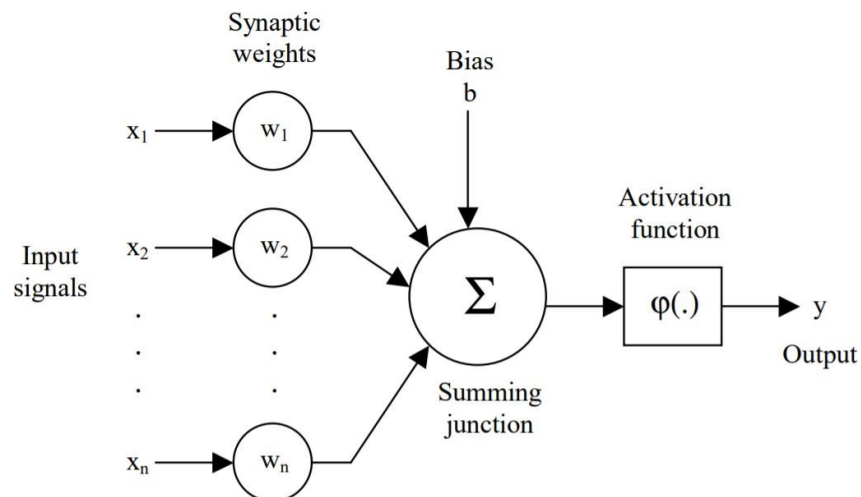 Synaptic
weights
Bias
b
x₁
w₁
Activation
function
Input
signals
x₂
w₂
Σ
φ(.)
y
Output
. .
. .
. .
Summing
junction
xₙ
wₙ